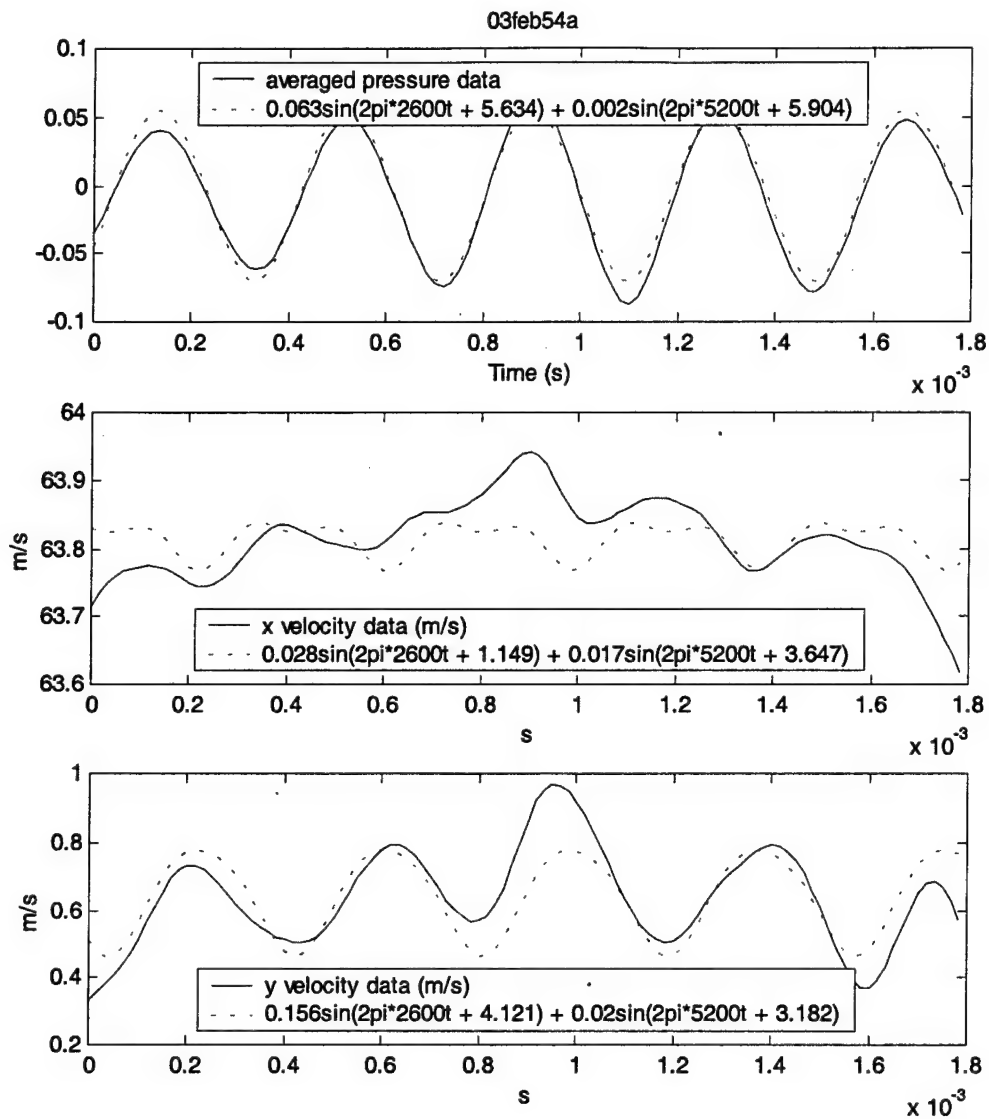 03feb54a
0.1
averaged pressure data
0.063sin(2pi*2600t + 5.634) + 0.002sin(2pi*5200t + 5.904)
0.05
0
-0.05
-0.1
0 0.2 0.4 0.6 0.8 1 1.2 1.4 1.6 1.8
Time (s)
x 10-3
64
63.9
63.8
63.7
63.6
m/s
x velocity data (m/s)
0.028sin(2pi*2600t + 1.149) + 0.017sin(2pi*5200t + 3.647)
0 0.2 0.4 0.6 0.8 1 1.2 1.4 1.6 1.8
s
x 10-3
1
0.8
0.6
0.4
0.2
m/s
y velocity data (m/s)
0.156sin(2pi*2600t + 4.121) + 0.02sin(2pi*5200t + 3.182)
0 0.2 0.4 0.6 0.8 1 1.2 1.4 1.6 1.8
s
x 10-3